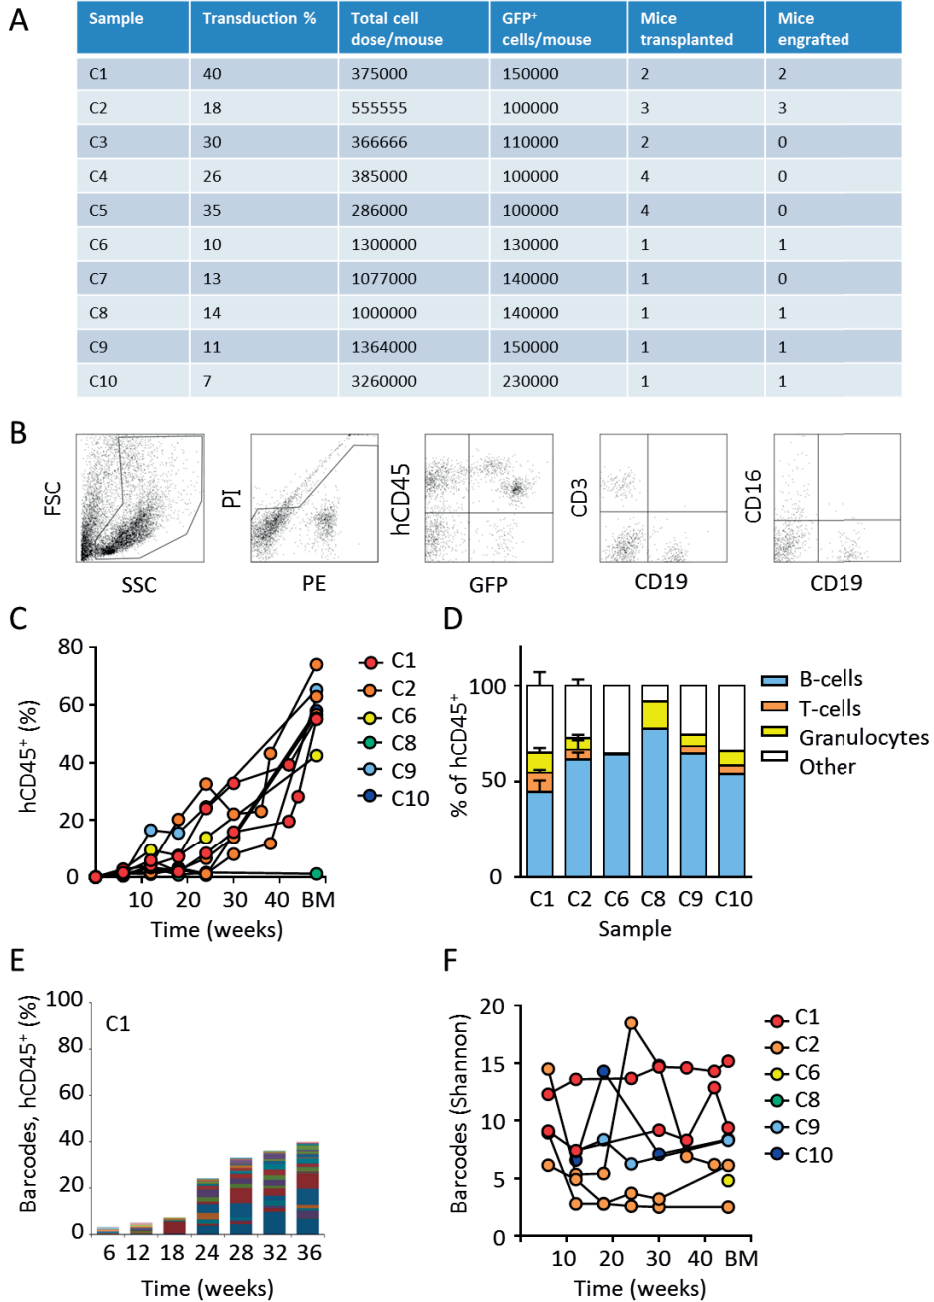 A
Sample Transduction % Total cell dose/mouse GFP⁺ cells/mouse Mice transplanted Mice engrafted
C1 40 375000 150000 2 2
C2 18 555555 100000 3 3
C3 30 366666 110000 2 0
C4 26 385000 100000 4 0
C5 35 286000 100000 4 0
C6 10 1300000 130000 1 1
C7 13 1077000 140000 1 0
C8 14 1000000 140000 1 1
C9 11 1364000 150000 1 1
C10 7 3260000 230000 1 1
B
FSC
SSC
PI
PE
hCD45
GFP
CD3
CD19
CD16
CD19
C
hCD45⁺ (%)
80
60
40
20
0
10 20 30 40 BM
Time (weeks)
C1
C2
C6
C8
C9
C10
D
% of hCD45⁺
100
50
0
C1 C2 C6 C8 C9 C10
Sample
B-cells
T-cells
Granulocytes
Other
E
Barcodes, hCD45⁺ (%)
100
80
60
40
20
0
C1
6 12 18 24 28 32 36
Time (weeks)
F
Barcodes (Shannon)
20
15
10
5
0
10 20 30 40 BM
Time (weeks)
C1
C2
C6
C8
C9
C10